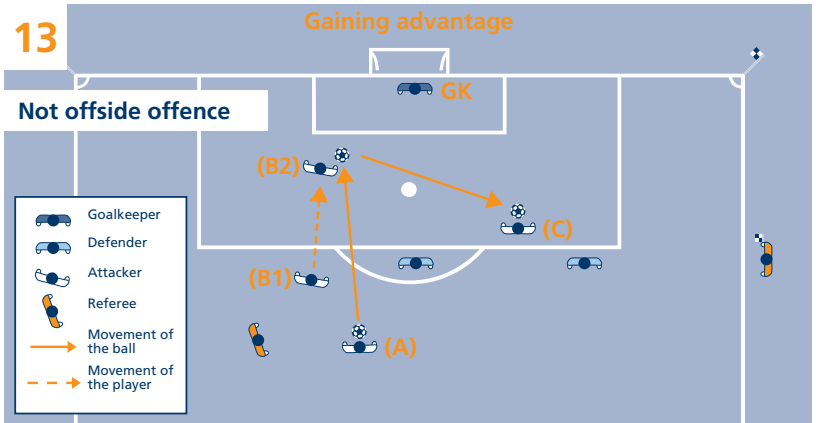 13
Gaining advantage
Not offside offence
GK
(B2)
(C)
(B1)
(A)
Goalkeeper
Defender
Attacker
Referee
Movement of
the ball
Movement of
the player